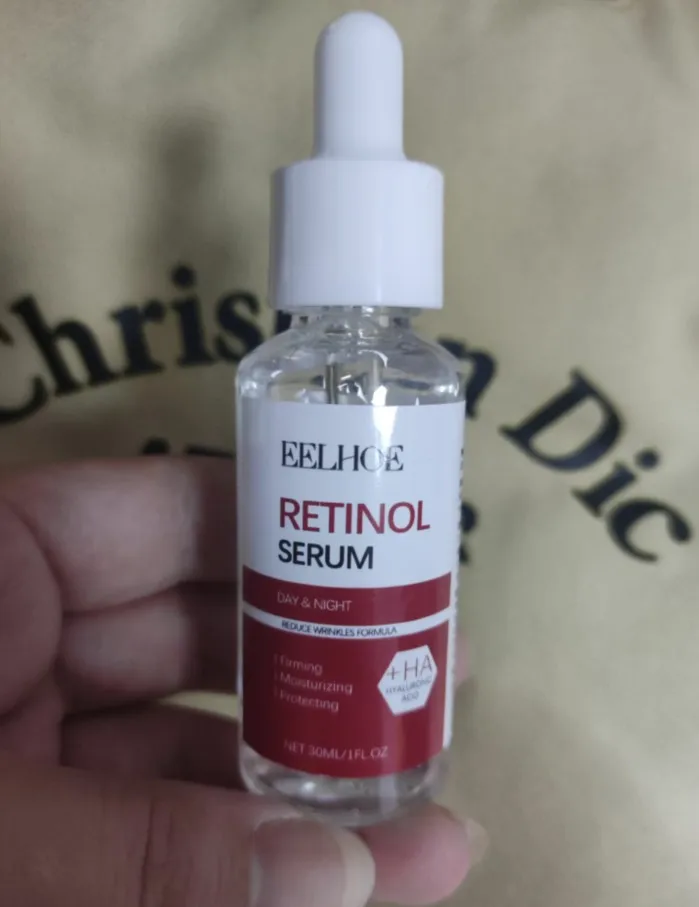 Chris n Dic
EELHOE
RETINOL
SERUM
DAY & NIGHT
REDUCE WRINKLES FORMULA
Firming
Moisturizing
Protecting
+HA
HYALURONIC
ACID
NET 30ML/1FL.OZ